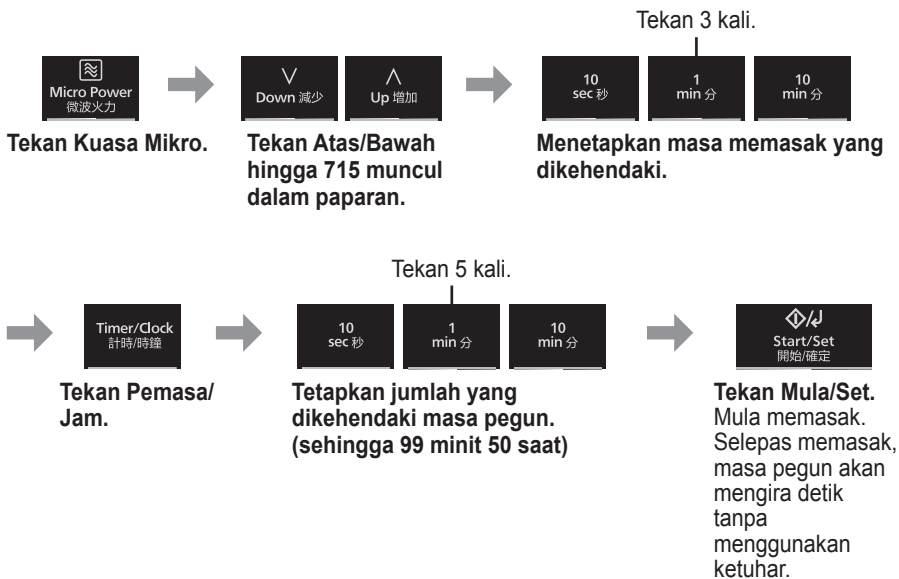 Tekan 3 kali.
Micro Power
微波火力
Down 減少
Up 增加
10
sec 秒
1
min 分
10
min 分
Tekan Kuasa Mikro.
Tekan Atas/Bawah
hingga 715 muncul
dalam paparan.
Menetapkan masa memasak yang
dikehendaki.
Tekan 5 kali.
Timer/Clock
計時/時鐘
10
sec 秒
1
min 分
10
min 分
Start/Set
開始/確定
Tekan Pemasa/
Jam.
Tetapkan jumlah yang
dikehendaki masa pegun.
(sehingga 99 minit 50 saat)
Tekan Mula/Set.
Mula memasak.
Selepas memasak,
masa pegun akan
mengira detik
tanpa
menggunakan
ketuhar.